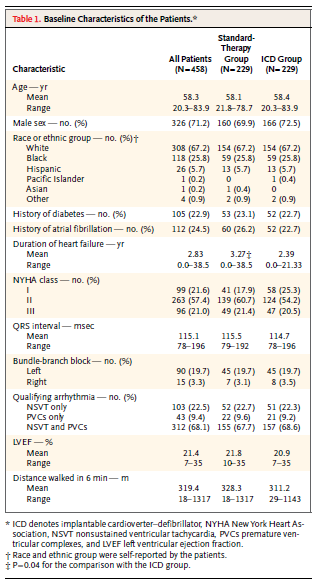 Table 1. Baseline Characteristics of the Patients.*
Characteristic All Patients (N=458) Standard-Therapy Group (N=229) ICD Group (N=229)
Age — yr
Mean 58.3 58.1 58.4
Range 20.3–83.9 21.8–78.7 20.3–83.9
Male sex — no. (%) 326 (71.2) 160 (69.9) 166 (72.5)
Race or ethnic group — no. (%)†
White 308 (67.2) 154 (67.2) 154 (67.2)
Black 118 (25.8) 59 (25.8) 59 (25.8)
Hispanic 26 (5.7) 13 (5.7) 13 (5.7)
Pacific Islander 1 (0.2) 0 1 (0.4)
Asian 1 (0.2) 1 (0.4) 0
Other 4 (0.9) 2 (0.9) 2 (0.9)
History of diabetes — no. (%) 105 (22.9) 53 (23.1) 52 (22.7)
History of atrial fibrillation — no. (%) 112 (24.5) 60 (26.2) 52 (22.7)
Duration of heart failure — yr
Mean 2.83 3.27‡ 2.39
Range 0.0–38.5 0.0–38.5 0.0–21.33
NYHA class — no. (%)
I 99 (21.6) 41 (17.9) 58 (25.3)
II 263 (57.4) 139 (60.7) 124 (54.2)
III 96 (21.0) 49 (21.4) 47 (20.5)
QRS interval — msec
Mean 115.1 115.5 114.7
Range 78–196 79–192 78–196
Bundle-branch block — no. (%)
Left 90 (19.7) 45 (19.7) 45 (19.7)
Right 15 (3.3) 7 (3.1) 8 (3.5)
Qualifying arrhythmia — no. (%)
NSVT only 103 (22.5) 52 (22.7) 51 (22.3)
PVCs only 43 (9.4) 22 (9.6) 21 (9.2)
NSVT and PVCs 312 (68.1) 155 (67.7) 157 (68.6)
LVEF — %
Mean 21.4 21.8 20.9
Range 7–35 10–35 7–35
Distance walked in 6 min — m
Mean 319.4 328.3 311.2
Range 18–1317 18–1317 29–1143
* ICD denotes implantable cardioverter–defibrillator, NYHA New York Heart As-
sociation, NSVT nonsustained ventricular tachycardia, PVCs premature ven-
tricular complexes, and LVEF left ventricular ejection fraction.
† Race and ethnic group were self-reported by the patients.
‡ P=0.04 for the comparison with the ICD group.